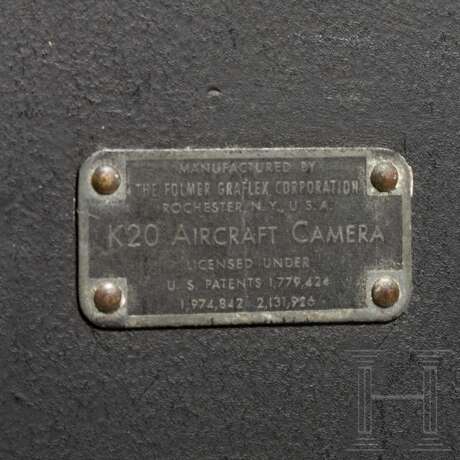 MANUFACTURED BY
THE FOLMER GRAFLEX CORPORATION
ROCHESTER, N.Y., U.S.A.
K20 AIRCRAFT CAMERA
LICENSED UNDER
U. S. PATENTS 1,779,424
1,974,842 2,131,926